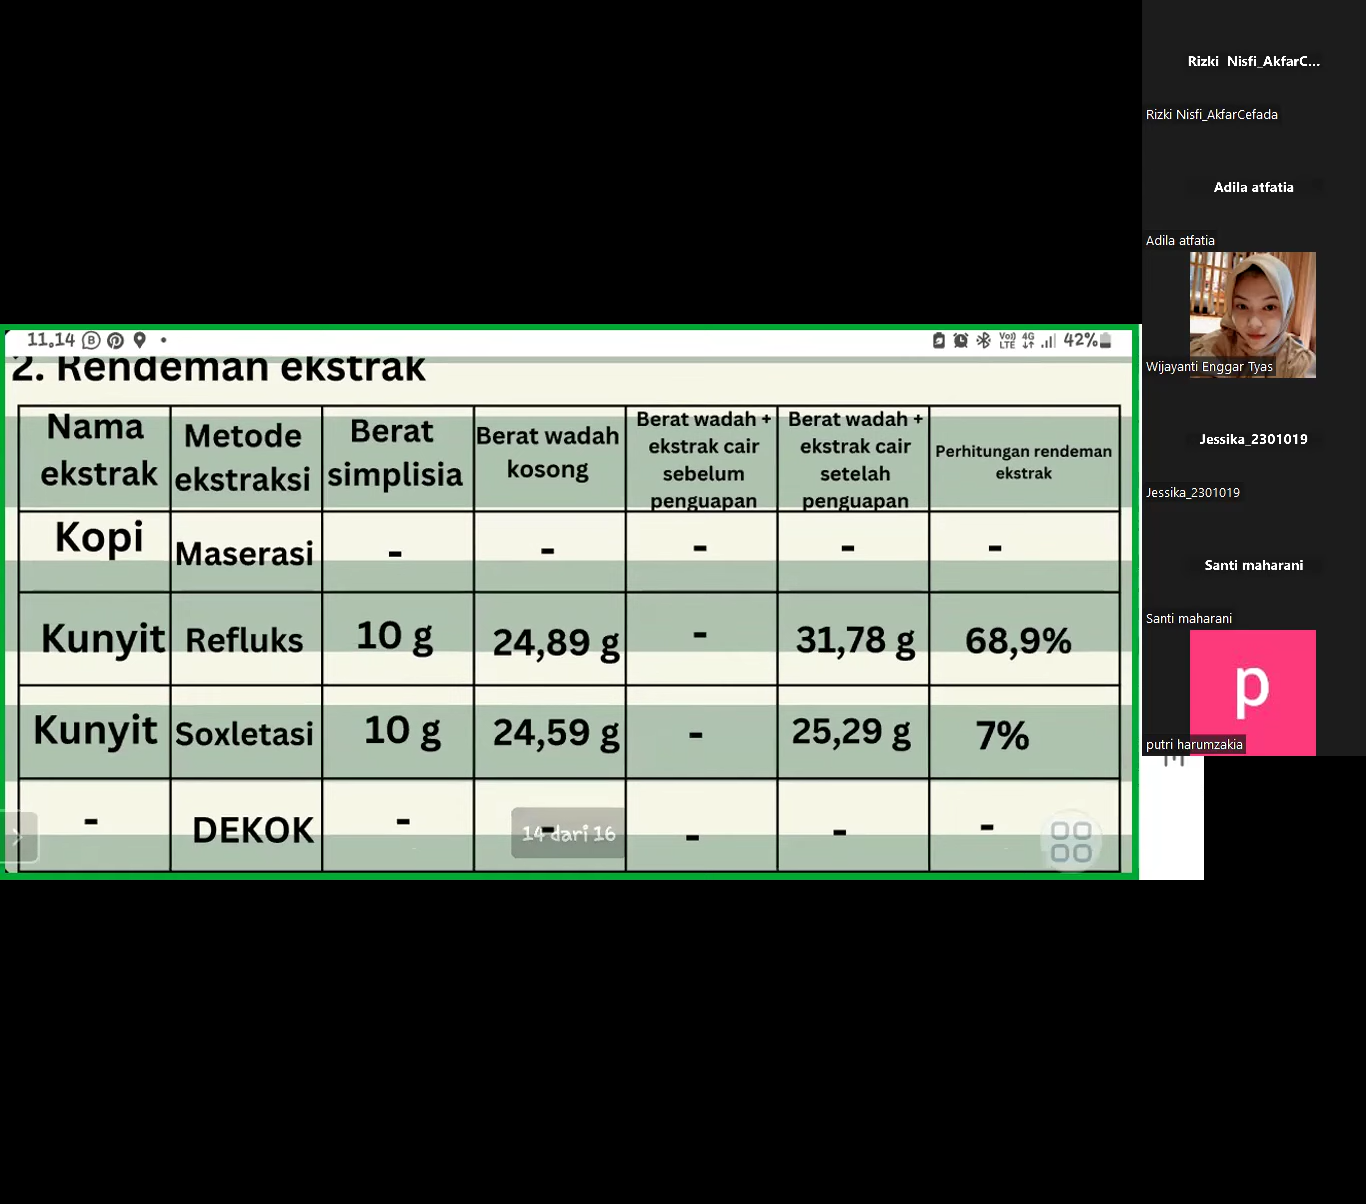 11.14
Vo))
LTE
4G
42%
2. Rendeman ekstrak
Nama
ekstrak
Metode
ekstraksi
Berat
simplisia
Berat wadah
kosong
Berat wadah +
ekstrak cair
sebelum
penguapan
Berat wadah +
ekstrak cair
setelah
penguapan
Perhitungan rendeman
ekstrak
Kopi
Maserasi
-
-
-
-
-
Kunyit
Refluks
10 g
24,89 g
-
31,78 g
68,9%
Kunyit
Soxletasi
10 g
24,59 g
-
25,29 g
7%
-
DEKOK
-
-
-
-
-
14 dari 16
Rizki Nisfi_AkfarC...
Rizki Nisfi_AkfarCefada
Adila atfatia
Adila atfatia
Wijayanti Enggar Tyas
Jessika_2301019
Jessika_2301019
Santi maharani
Santi maharani
p
putri harumzakia